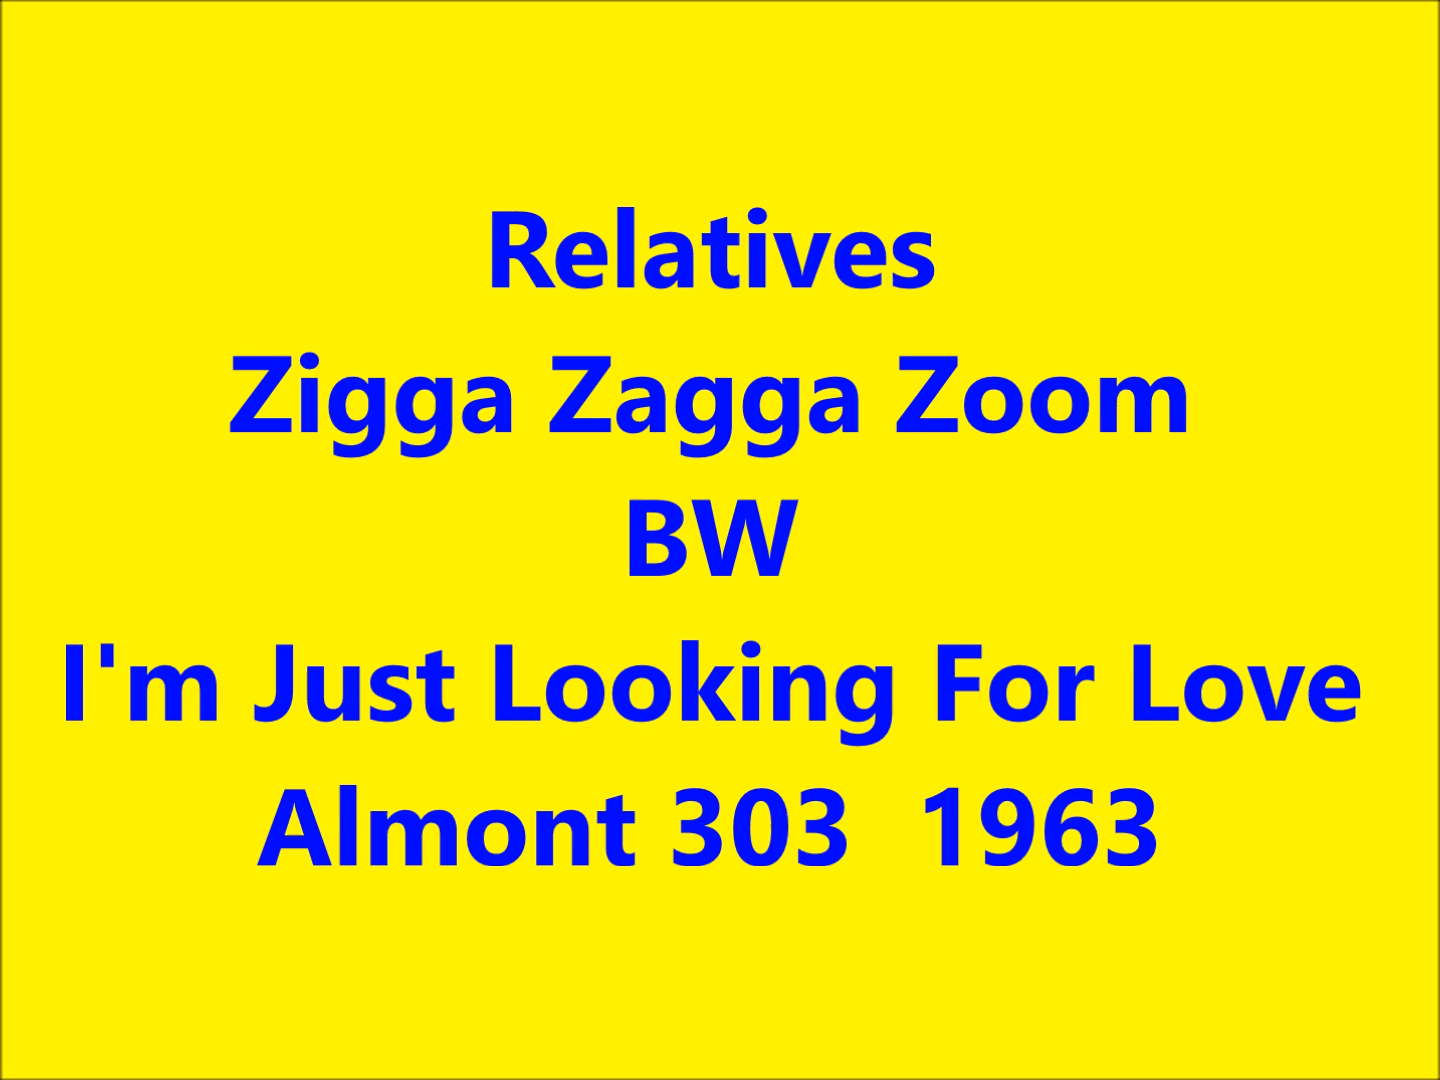 Relatives
Zigga Zagga Zoom
BW
I'm Just Looking For Love
Almont 303  1963